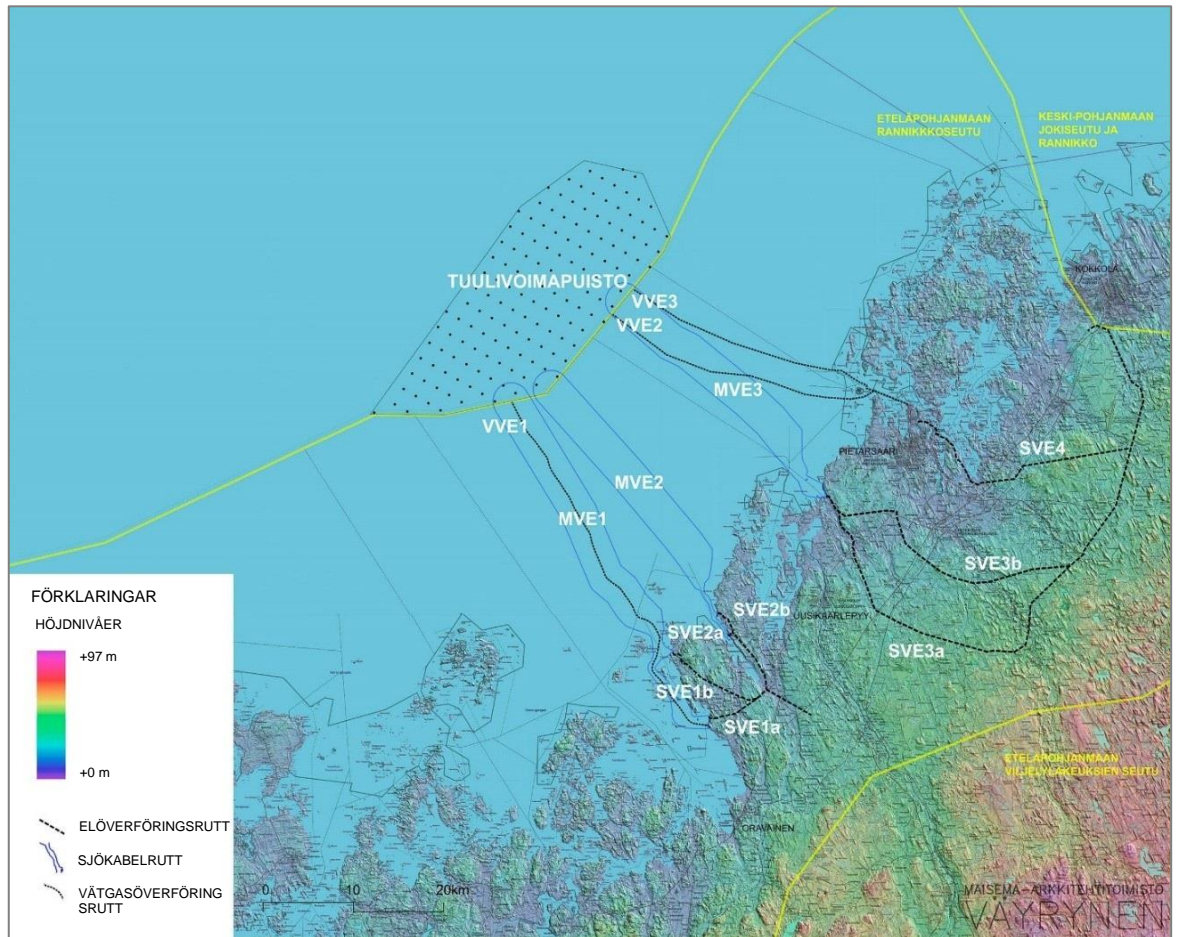 ETELÄPOHJANMAAN
RANNIKKKOSEUTU
KESKI-POHJANMAAN
JOKISEUTU JA
RANNIKKO
KOKKOLA
TUULIVOIMAPUISTO
VVE3
VVE2
MVE3
VVE1
PIETARSAARI
SVE4
MVE2
MVE1
SVE3b
SVE2b
UUSIKAARLEPYY
SVE2a
SVE3a
SVE1b
SVE1a
ETELÄPOHJANMAAN
VILJELYLAKEUKSIEN SEUTU
ORAVAINEN
FÖRKLARINGAR
HÖJDNIVÅER
+97 m
+0 m
ELÖVERFÖRINGSRUTT
SJÖKABELRUTT
VÄTGASÖVERFÖRING
SRUTT
0 10 20km
MAISEMA-ARKKITEHTITOIMISTO
VÄYRYNEN